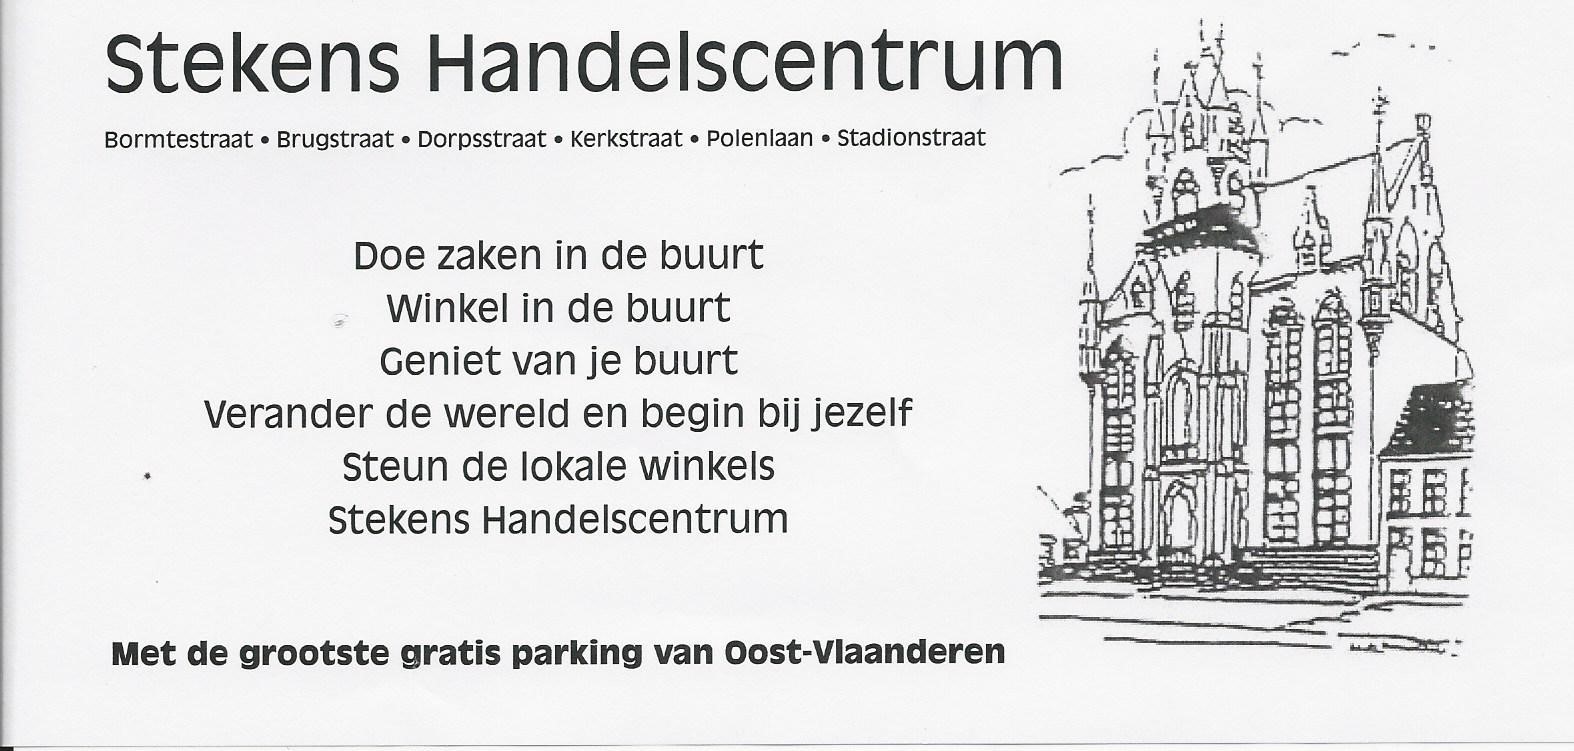 Stekens Handelscentrum
Bormtestraat • Brugstraat • Dorpsstraat • Kerkstraat • Polenlaan • Stadionstraat
Doe zaken in de buurt
Winkel in de buurt
Geniet van je buurt
Verander de wereld en begin bij jezelf
Steun de lokale winkels
Stekens Handelscentrum
Met de grootste gratis parking van Oost-Vlaanderen